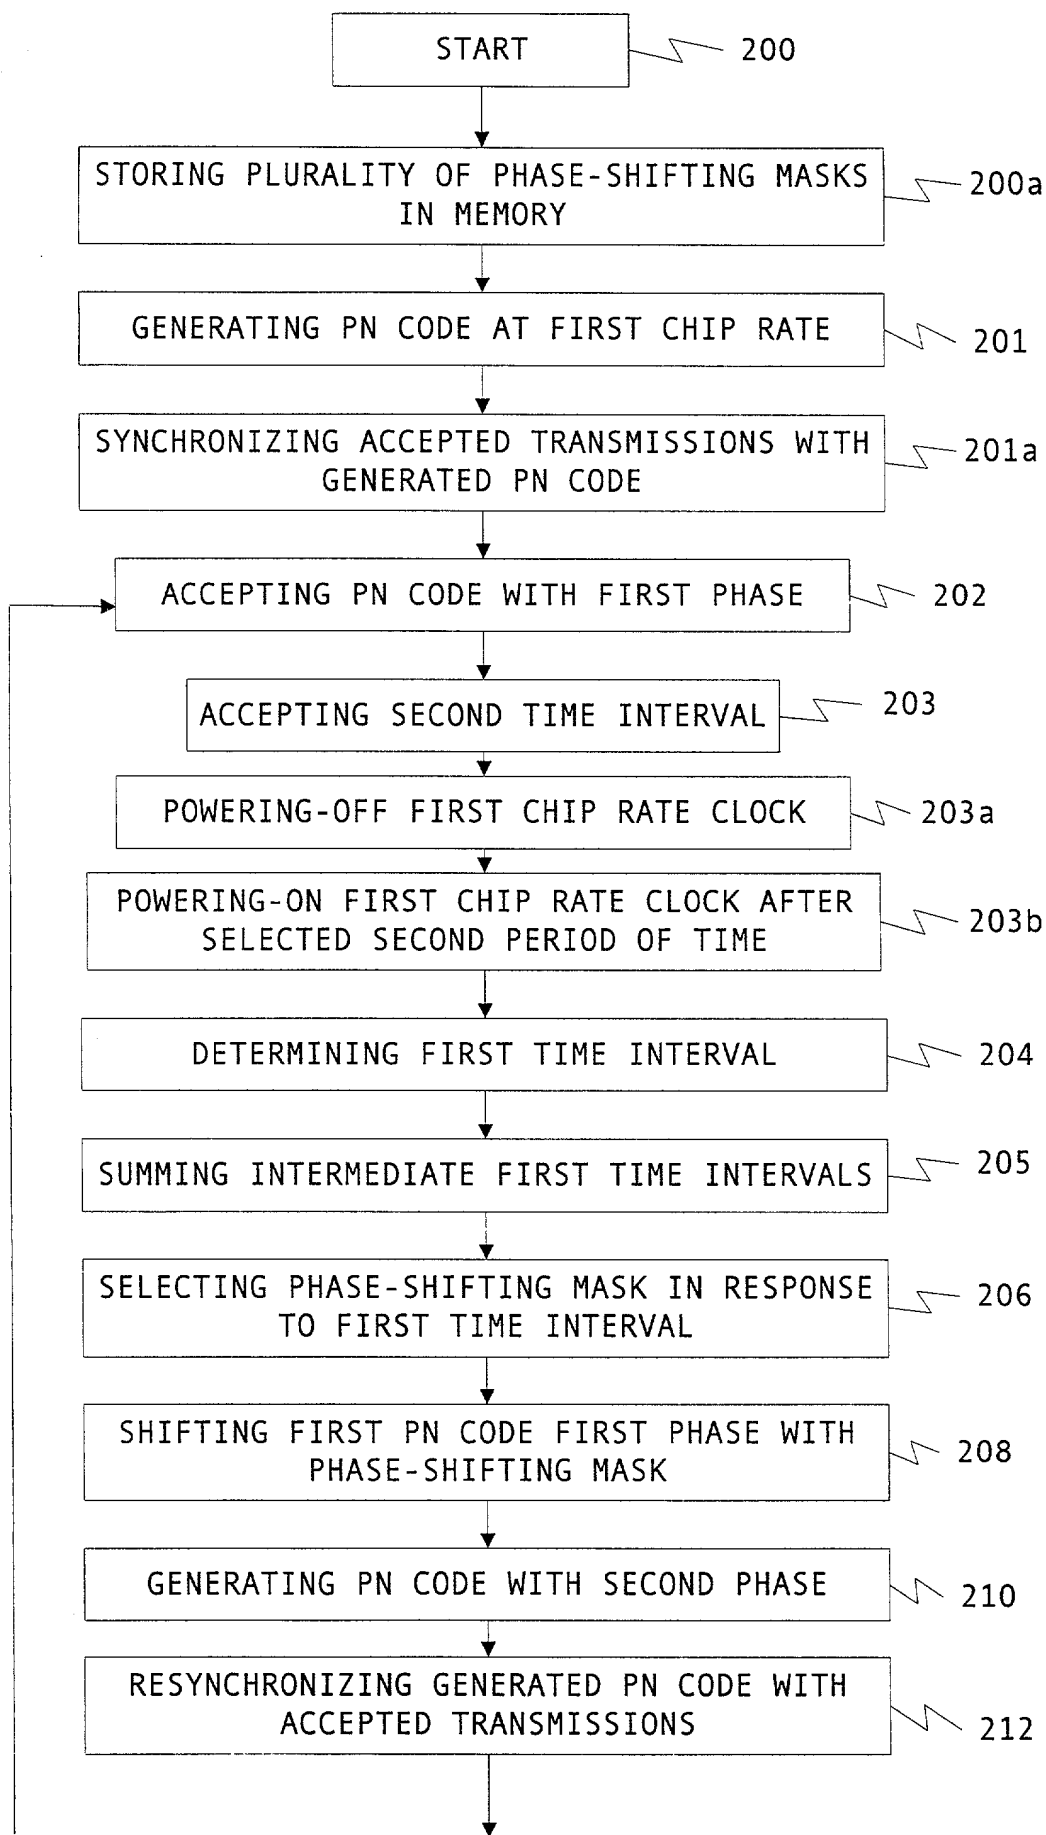 START
200
STORING PLURALITY OF PHASE-SHIFTING MASKS
IN MEMORY
200a
GENERATING PN CODE AT FIRST CHIP RATE
201
SYNCHRONIZING ACCEPTED TRANSMISSIONS WITH
GENERATED PN CODE
201a
ACCEPTING PN CODE WITH FIRST PHASE
202
ACCEPTING SECOND TIME INTERVAL
203
POWERING-OFF FIRST CHIP RATE CLOCK
203a
POWERING-ON FIRST CHIP RATE CLOCK AFTER
SELECTED SECOND PERIOD OF TIME
203b
DETERMINING FIRST TIME INTERVAL
204
SUMMING INTERMEDIATE FIRST TIME INTERVALS
205
SELECTING PHASE-SHIFTING MASK IN RESPONSE
TO FIRST TIME INTERVAL
206
SHIFTING FIRST PN CODE FIRST PHASE WITH
PHASE-SHIFTING MASK
208
GENERATING PN CODE WITH SECOND PHASE
210
RESYNCHRONIZING GENERATED PN CODE WITH
ACCEPTED TRANSMISSIONS
212